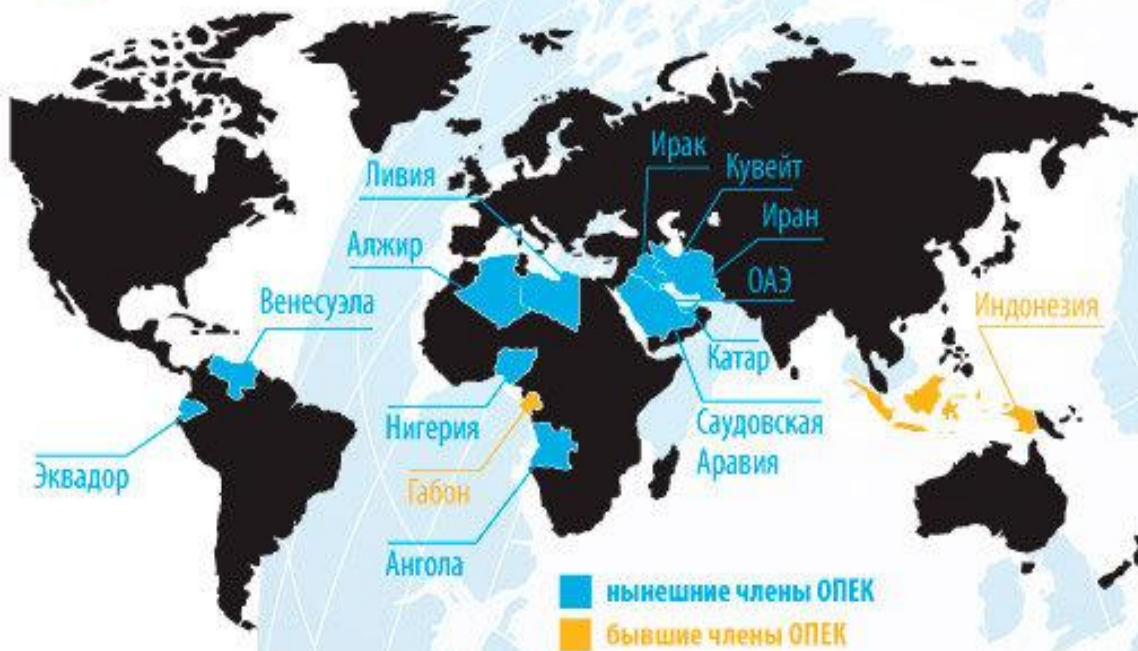 Ирак
Кувейт
Ливия
Иран
Алжир
ОАЭ
Венесуэла
Индонезия
Катар
Нигерия
Саудовская
Аравия
Эквадор
Габон
Ангола
нынешние члены ОПЕК
бывшие члены ОПЕК